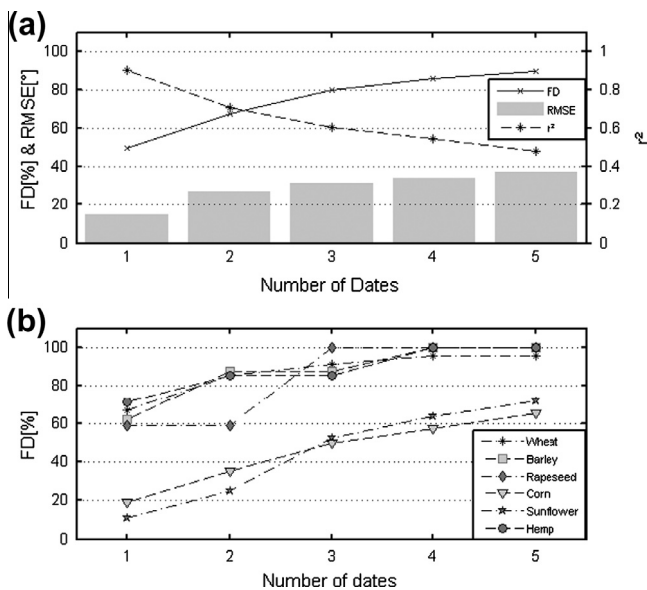 (a)
100
80
60
40
20
0
FD[%] & RMSE[°]
1
0.8
0.6
0.4
0.2
0
r²
FD
RMSE
r²
1 2 3 4 5
Number of Dates
(b)
100
80
60
40
20
0
FD[%]
Wheat
Barley
Rapeseed
Corn
Sunflower
Hemp
1 2 3 4 5
Number of dates